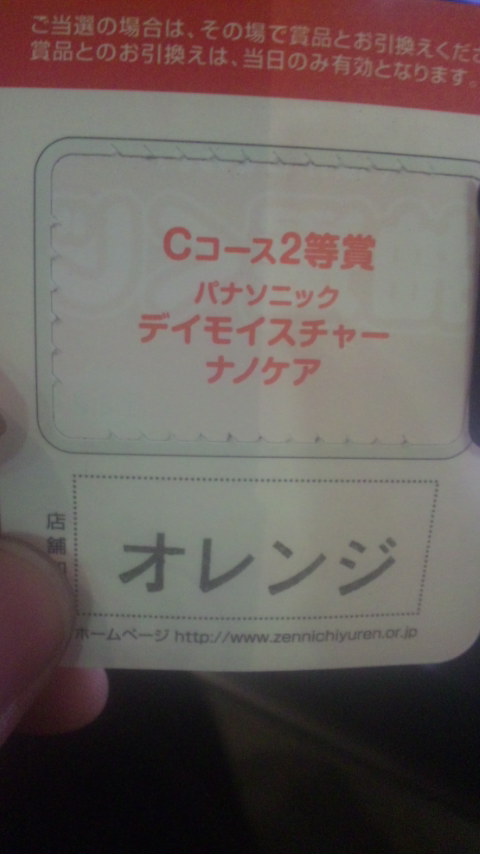 ご当選の場合は、その場で賞品とお引換えくださ
賞品とのお引換えは、当日のみ有効となります。
Cコース2等賞
パナソニック
デイモイスチャー
ナノケア
店舗
オレンジ
ホームページ http://www.zennichiyuren.or.jp